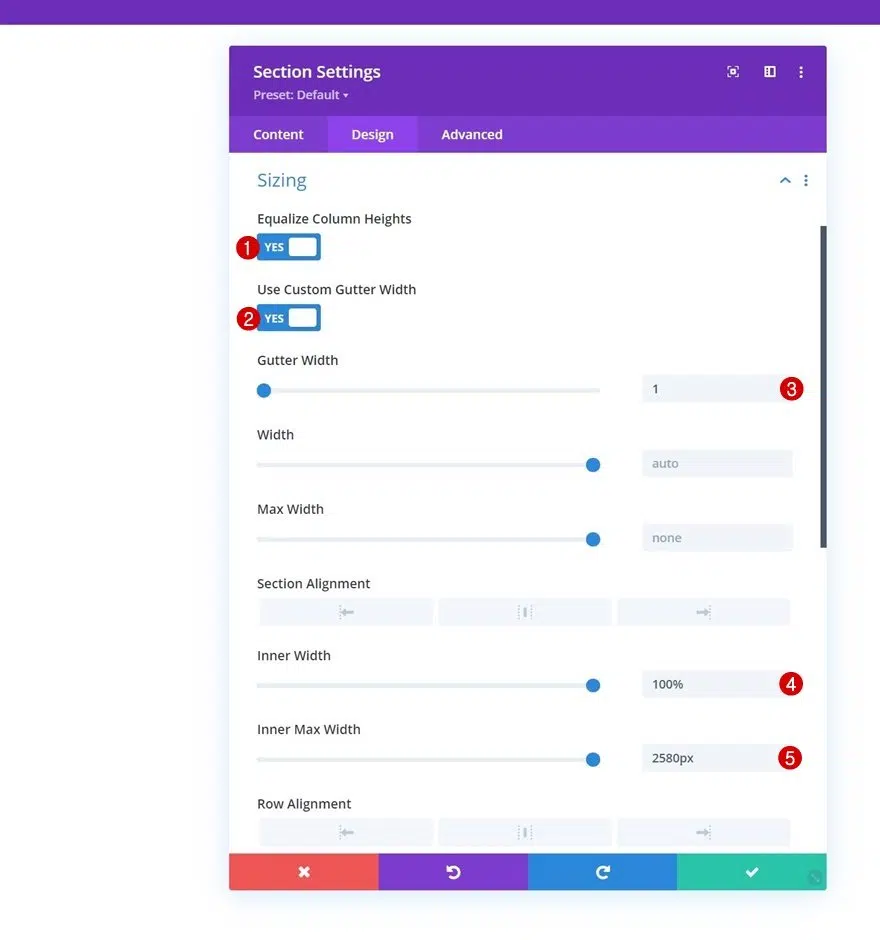 Section Settings
Preset: Default
Content Design Advanced
Sizing
Equalize Column Heights
1 YES
Use Custom Gutter Width
2 YES
Gutter Width
1 3
Width
auto
Max Width
none
Section Alignment
Inner Width
100% 4
Inner Max Width
2580px 5
Row Alignment